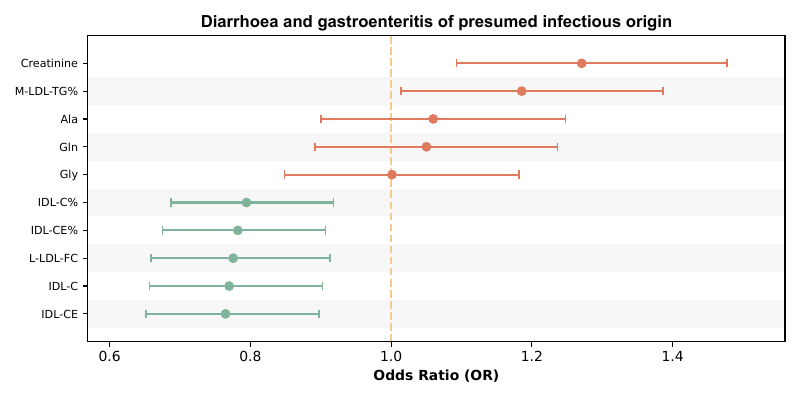 Diarrhoea and gastroenteritis of presumed infectious origin
Creatinine
M-LDL-TG%
Ala
Gln
Gly
IDL-C%
IDL-CE%
L-LDL-FC
IDL-C
IDL-CE
0.6 0.8 1.0 1.2 1.4
Odds Ratio (OR)